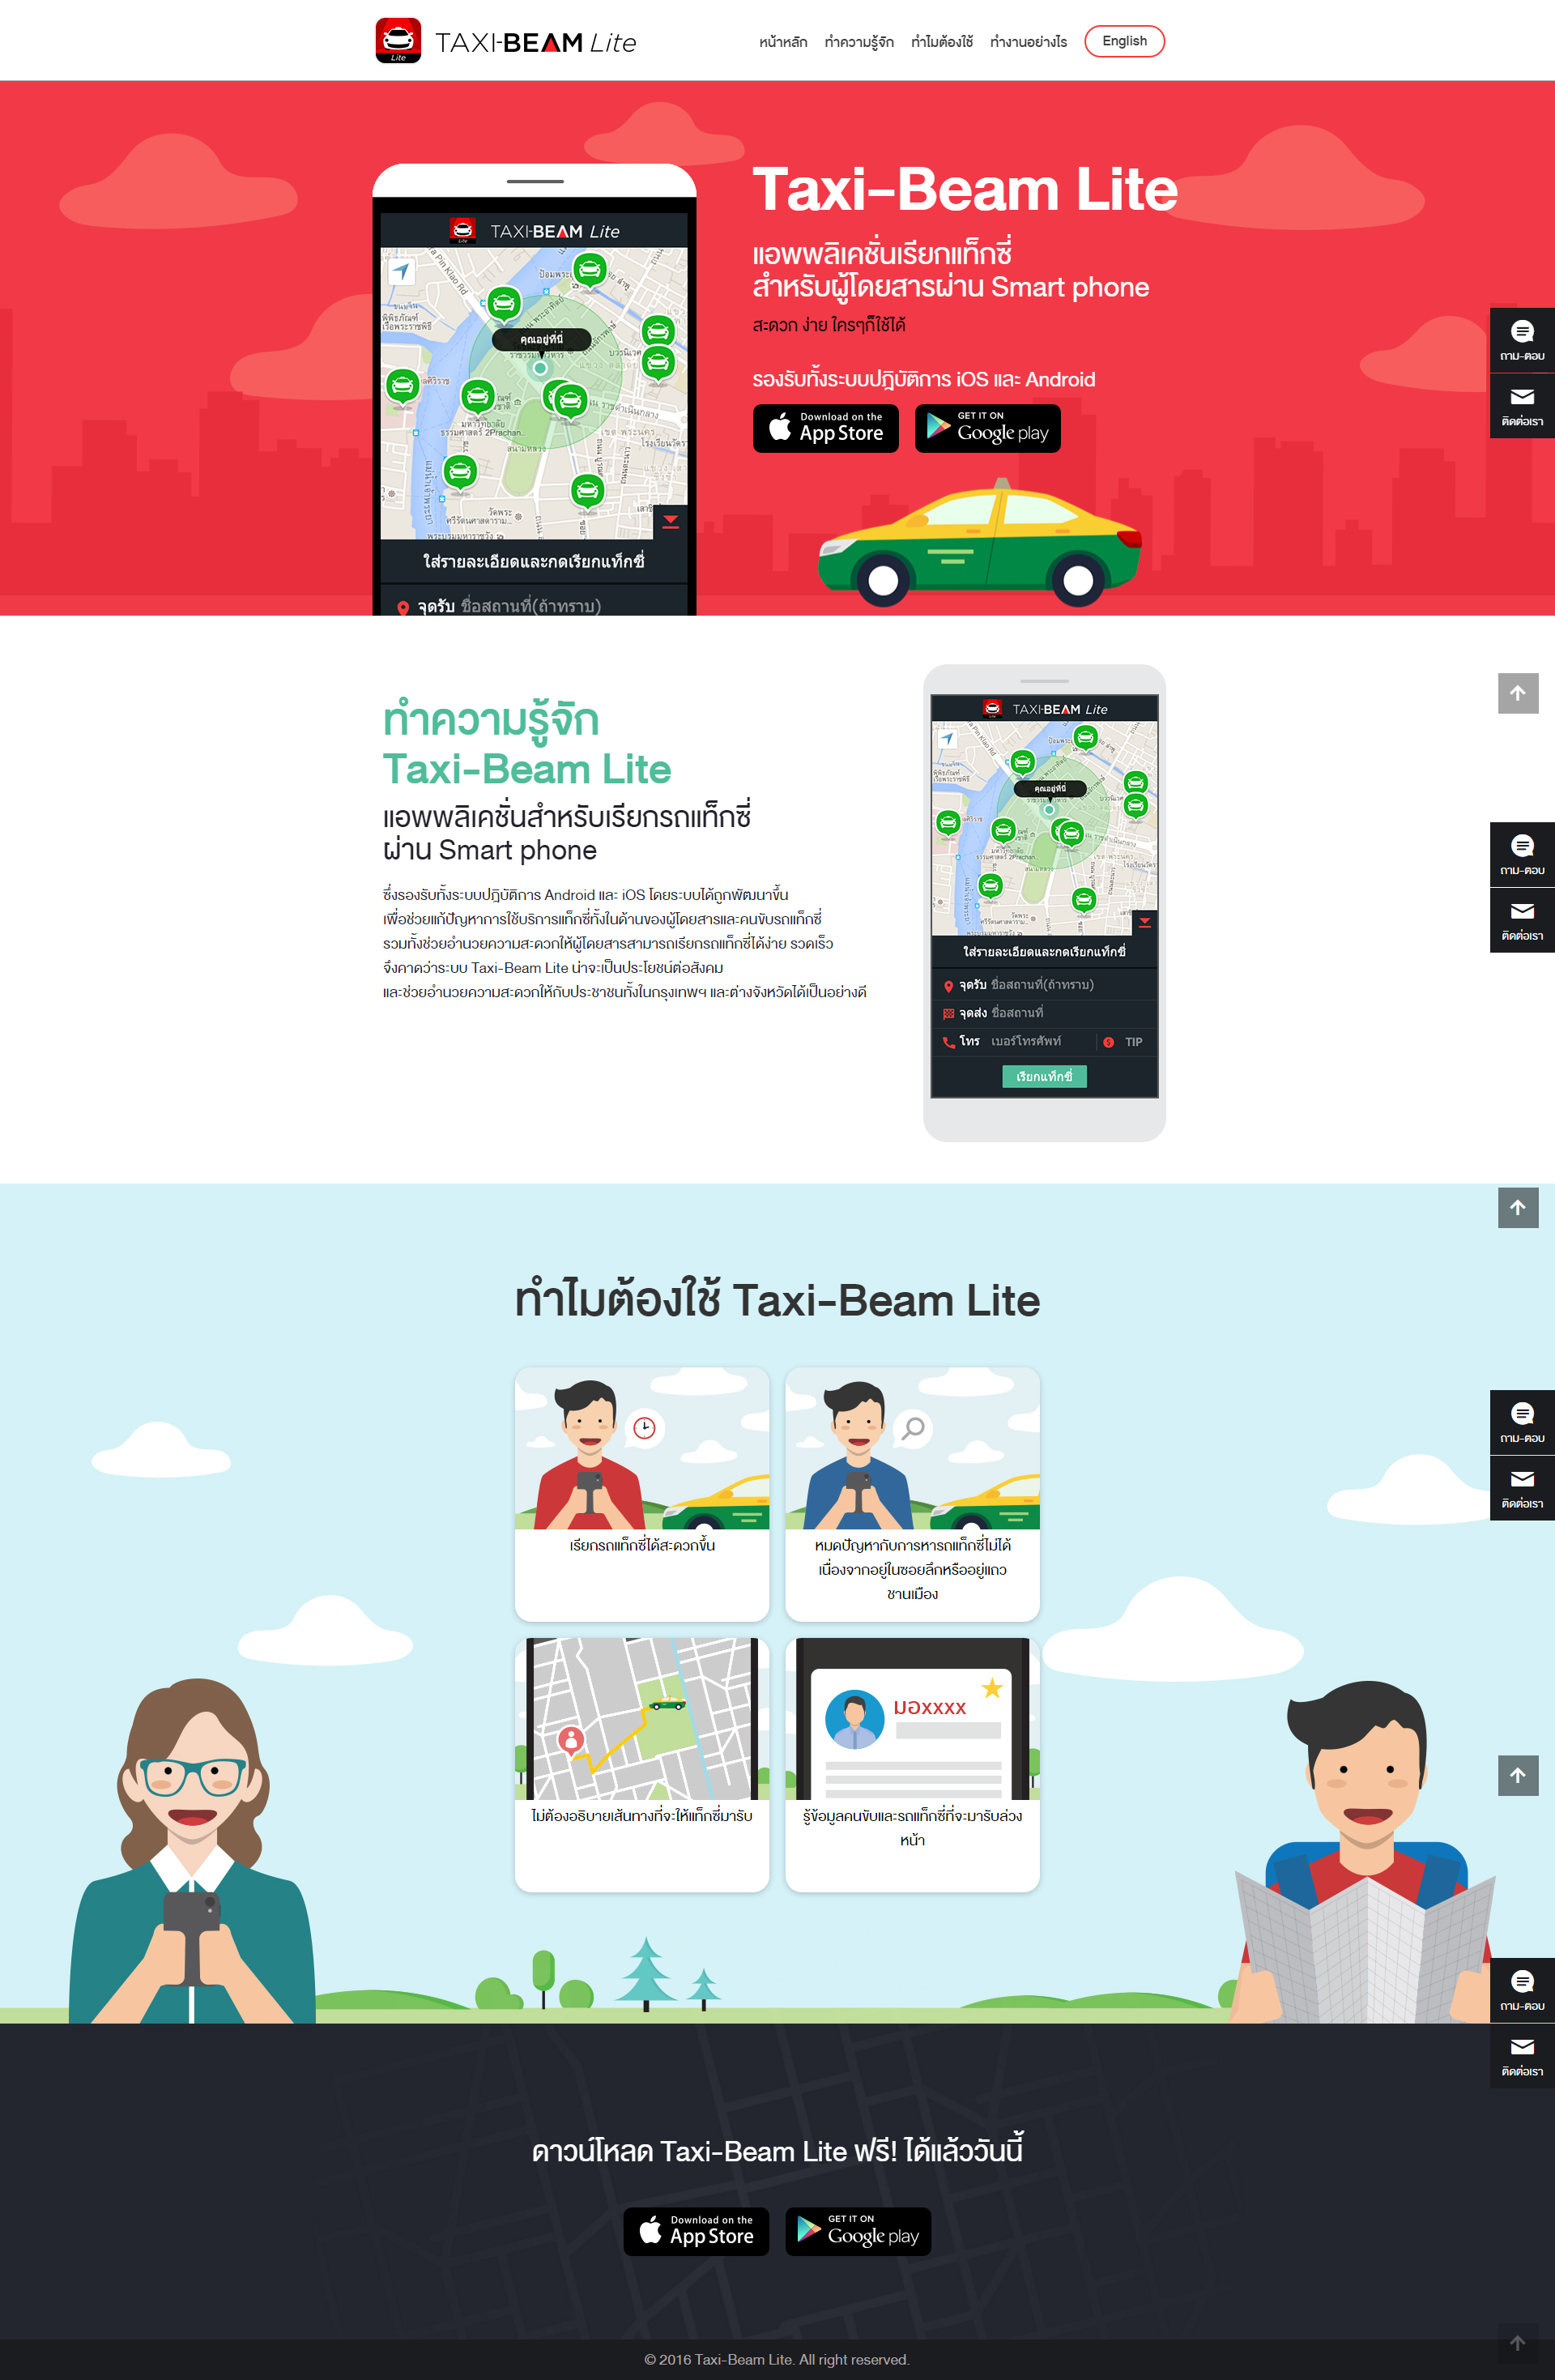 Lite
TAXI-BEAM Lite
หน้าหลัก
ทำความรู้จัก
ทำไมต้องใช้
ทำงานอย่างไร
English
Taxi-Beam Lite
แอพพลิเคชั่นเรียกแท็กซี่
สำหรับผู้โดยสารผ่าน Smart phone
สะดวก ง่าย ใครๆก็ใช้ได้
รองรับทั้งระบบปฏิบัติการ iOS และ Android
Download on the
App Store
GET IT ON
Google play
TAXI-BEAM Lite
คุณอยู่ที่นี่
ใส่รายละเอียดและกดเรียกแท็กซี่
จุดรับ ชื่อสถานที่(ถ้าทราบ)
ถาม-ตอบ
ติดต่อเรา
ทำความรู้จัก
Taxi-Beam Lite
แอพพลิเคชั่นสำหรับเรียกรถแท็กซี่
ผ่าน Smart phone
ซึ่งรองรับทั้งระบบปฏิบัติการ Android และ iOS โดยระบบได้ถูกพัฒนาขึ้น
เพื่อช่วยแก้ปัญหาการใช้บริการแท็กซี่ทั้งในด้านของผู้โดยสารและคนขับรถแท็กซี่
รวมทั้งช่วยอำนวยความสะดวกให้ผู้โดยสารสามารถเรียกรถแท็กซี่ได้ง่าย รวดเร็ว
จึงคาดว่าระบบ Taxi-Beam Lite น่าจะเป็นประโยชน์ต่อสังคม
และช่วยอำนวยความสะดวกให้กับประชาชนทั้งในกรุงเทพฯ และต่างจังหวัดได้เป็นอย่างดี
TAXI-BEAM Lite
คุณอยู่ที่นี่
ใส่รายละเอียดและกดเรียกแท็กซี่
จุดรับ ชื่อสถานที่(ถ้าทราบ)
จุดส่ง ชื่อสถานที่
โทร เบอร์โทรศัพท์ TIP
เรียกแท็กซี่
ถาม-ตอบ
ติดต่อเรา
ทำไมต้องใช้ Taxi-Beam Lite
เรียกรถแท็กซี่ได้สะดวกขึ้น
หมดปัญหากับการหารถแท็กซี่ไม่ได้
เนื่องจากอยู่ในซอยลึกหรืออยู่แถว
ชานเมือง
ถาม-ตอบ
ติดต่อเรา
มอxxxx
ไม่ต้องอธิบายเส้นทางที่จะให้แท็กซี่มารับ
รู้ข้อมูลคนขับและรถแท็กซี่ที่จะมารับล่วง
หน้า
ถาม-ตอบ
ติดต่อเรา
ดาวน์โหลด Taxi-Beam Lite ฟรี! ได้แล้ววันนี้
Download on the
App Store
GET IT ON
Google play
© 2016 Taxi-Beam Lite. All right reserved.